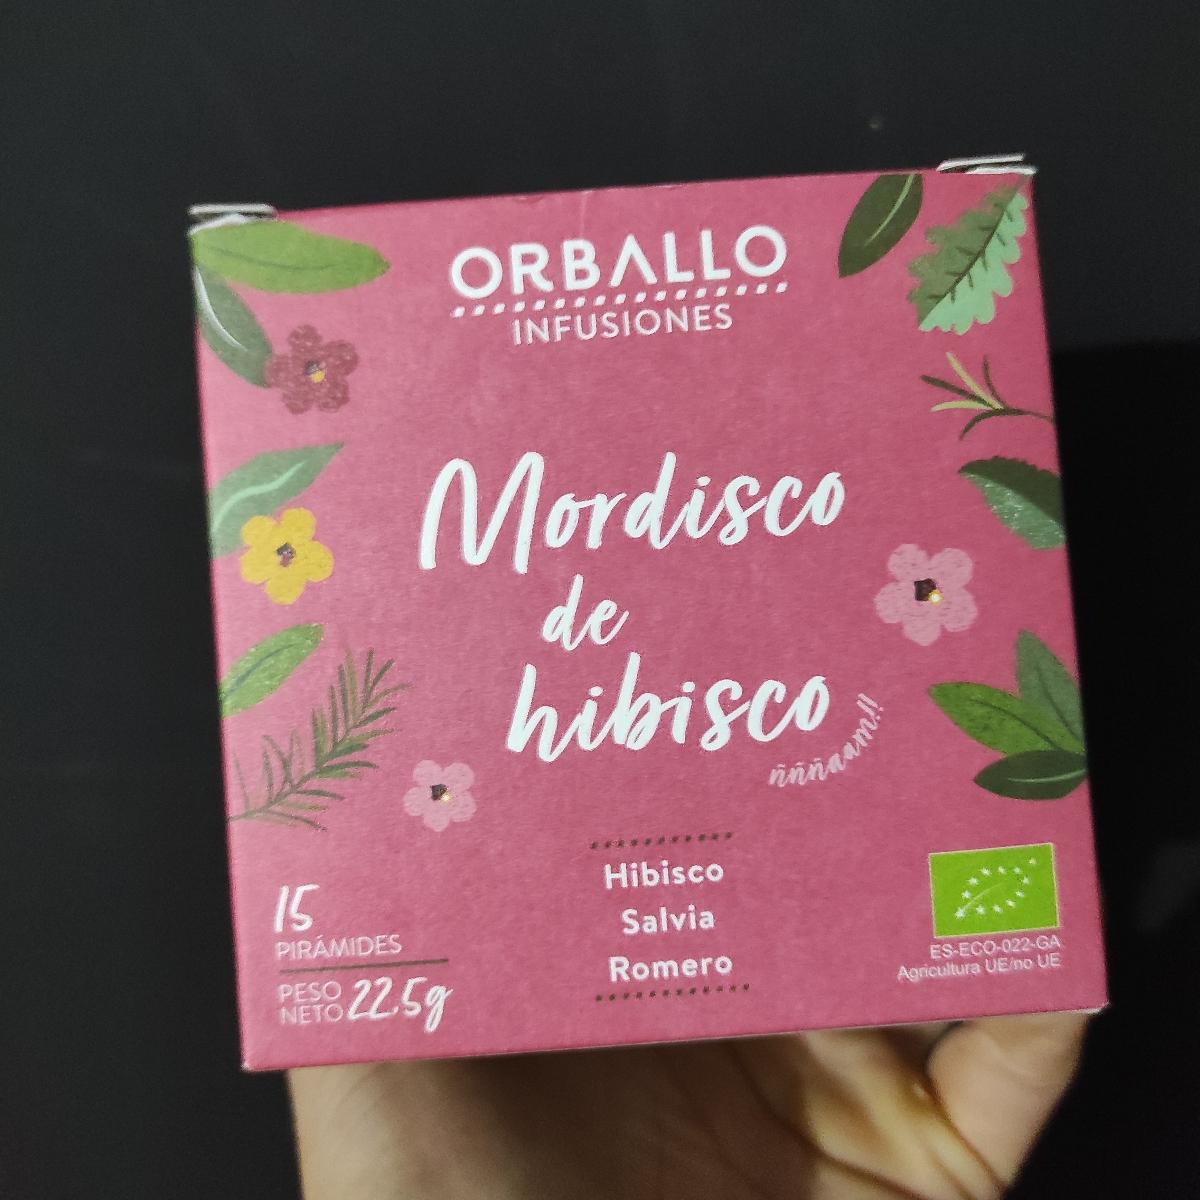 ORBALLO
INFUSIONES
Mordisco
de
hibisco
ñññaaam!!
Hibisco
Salvia
Romero
15
PIRÁMIDES
PESO
NETO 22.5g
ES-ECO-022-GA
Agricultura UE/no UE